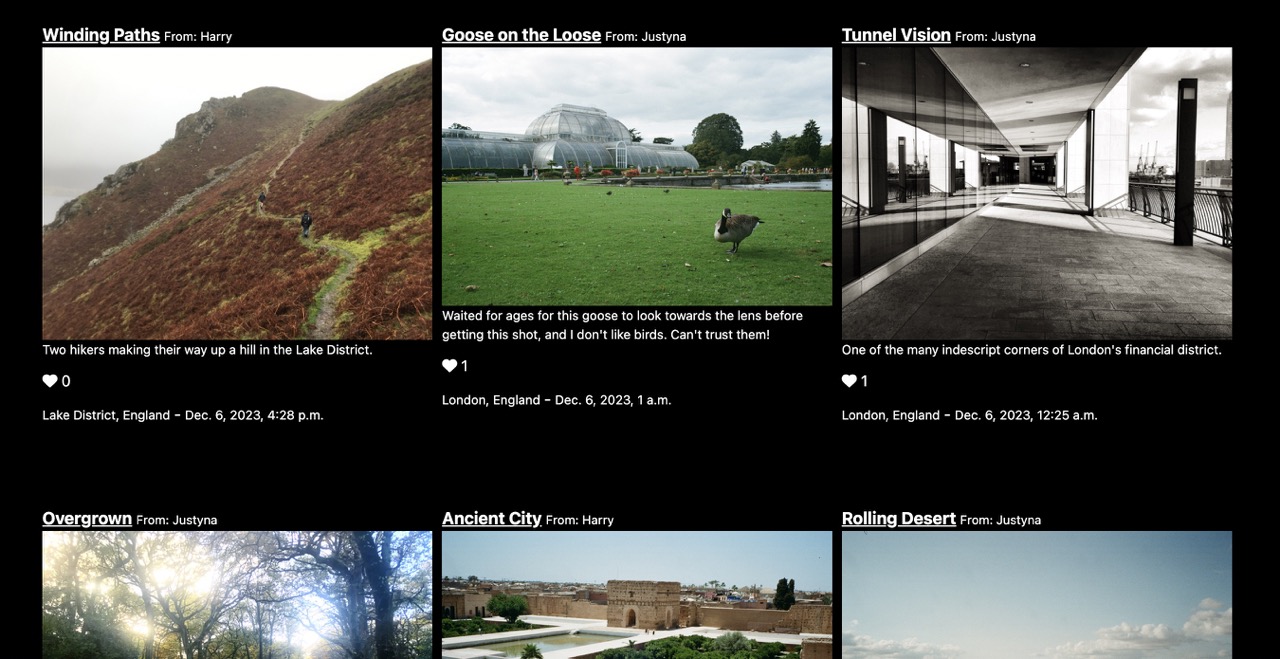 Winding Paths From: Harry
Two hikers making their way up a hill in the Lake District.
0
Lake District, England – Dec. 6, 2023, 4:28 p.m.
Goose on the Loose From: Justyna
Waited for ages for this goose to look towards the lens before
getting this shot, and I don't like birds. Can't trust them!
1
London, England – Dec. 6, 2023, 1 a.m.
Tunnel Vision From: Justyna
One of the many indescript corners of London's financial district.
1
London, England – Dec. 6, 2023, 12:25 a.m.
Overgrown From: Justyna
Ancient City From: Harry
Rolling Desert From: Justyna